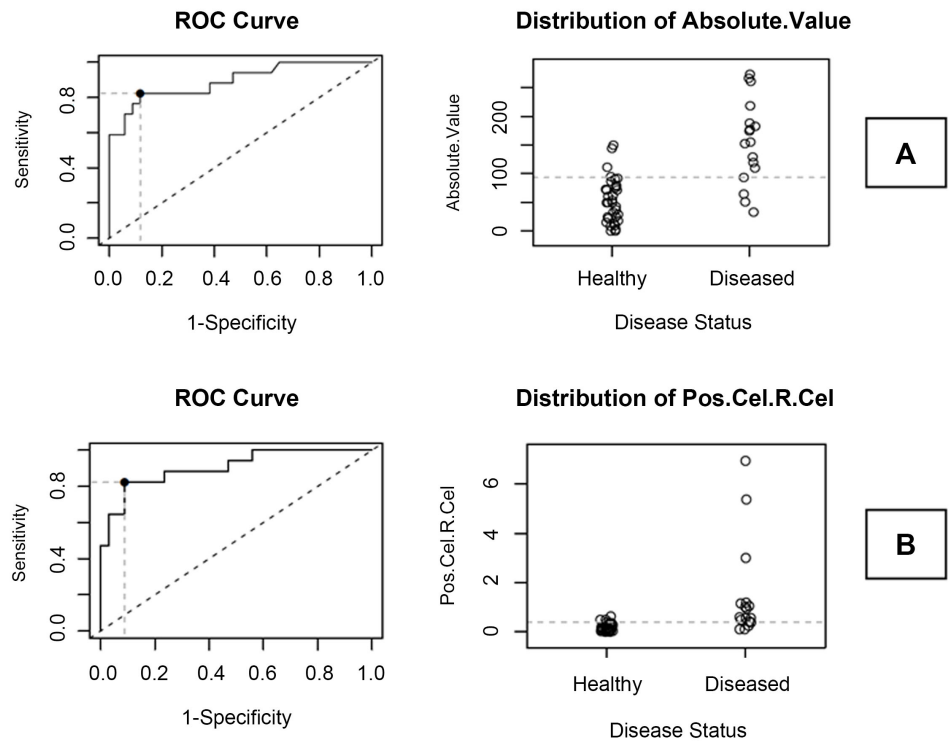 ROC Curve
Distribution of Absolute.Value
Sensitivity
0.0 0.4 0.8
0.0 0.2 0.4 0.6 0.8 1.0
1-Specificity
Absolute.Value
0 100 200
Healthy Diseased
Disease Status
A
ROC Curve
Distribution of Pos.Cel.R.Cel
Sensitivity
0.0 0.4 0.8
0.0 0.2 0.4 0.6 0.8 1.0
1-Specificity
Pos.Cel.R.Cel
0 2 4 6
Healthy Diseased
Disease Status
B